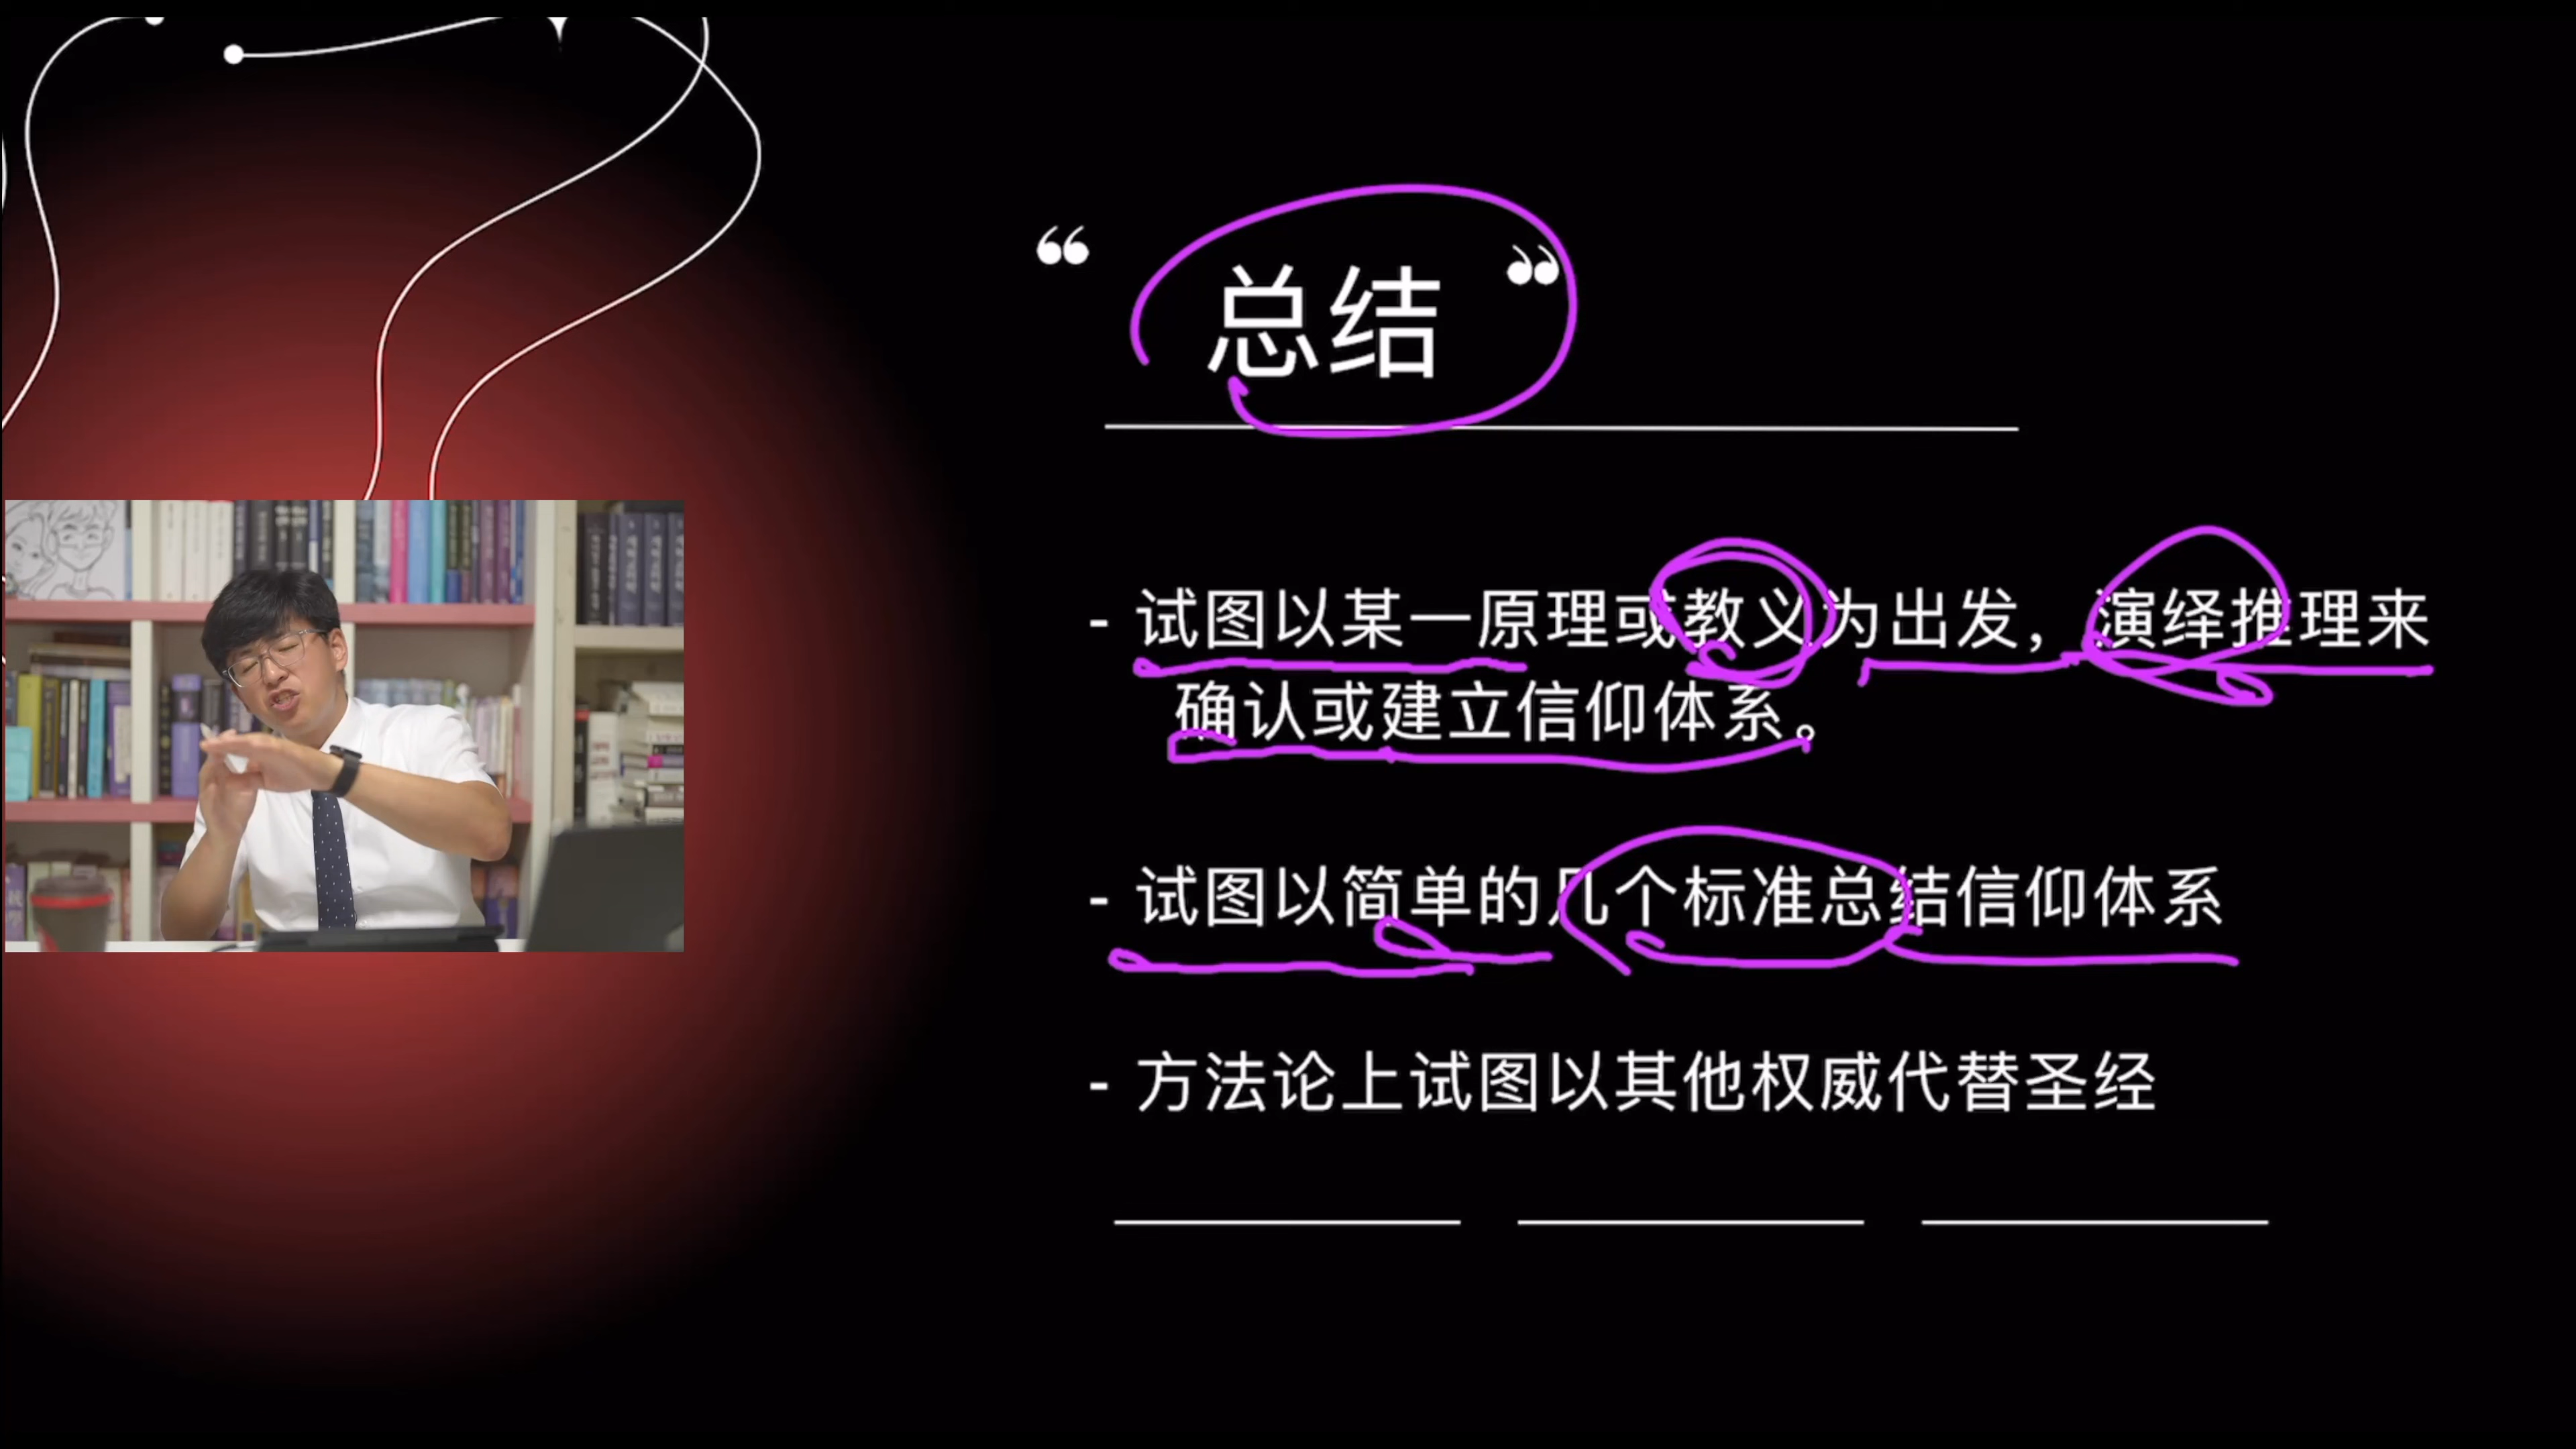 “ 总结 ”
- 试图以某一原理或教义为出发，演绎推理来
确认或建立信仰体系。
- 试图以简单的几个标准总结信仰体系
- 方法论上试图以其他权威代替圣经